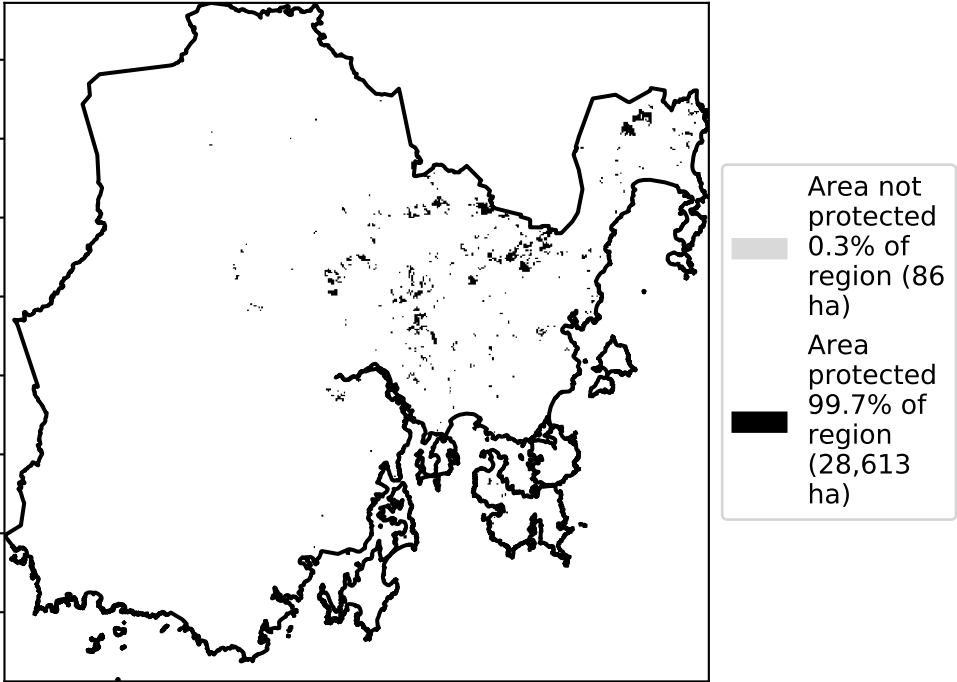 Area not
protected
0.3% of
region (86
ha)
Area
protected
99.7% of
region
(28,613
ha)